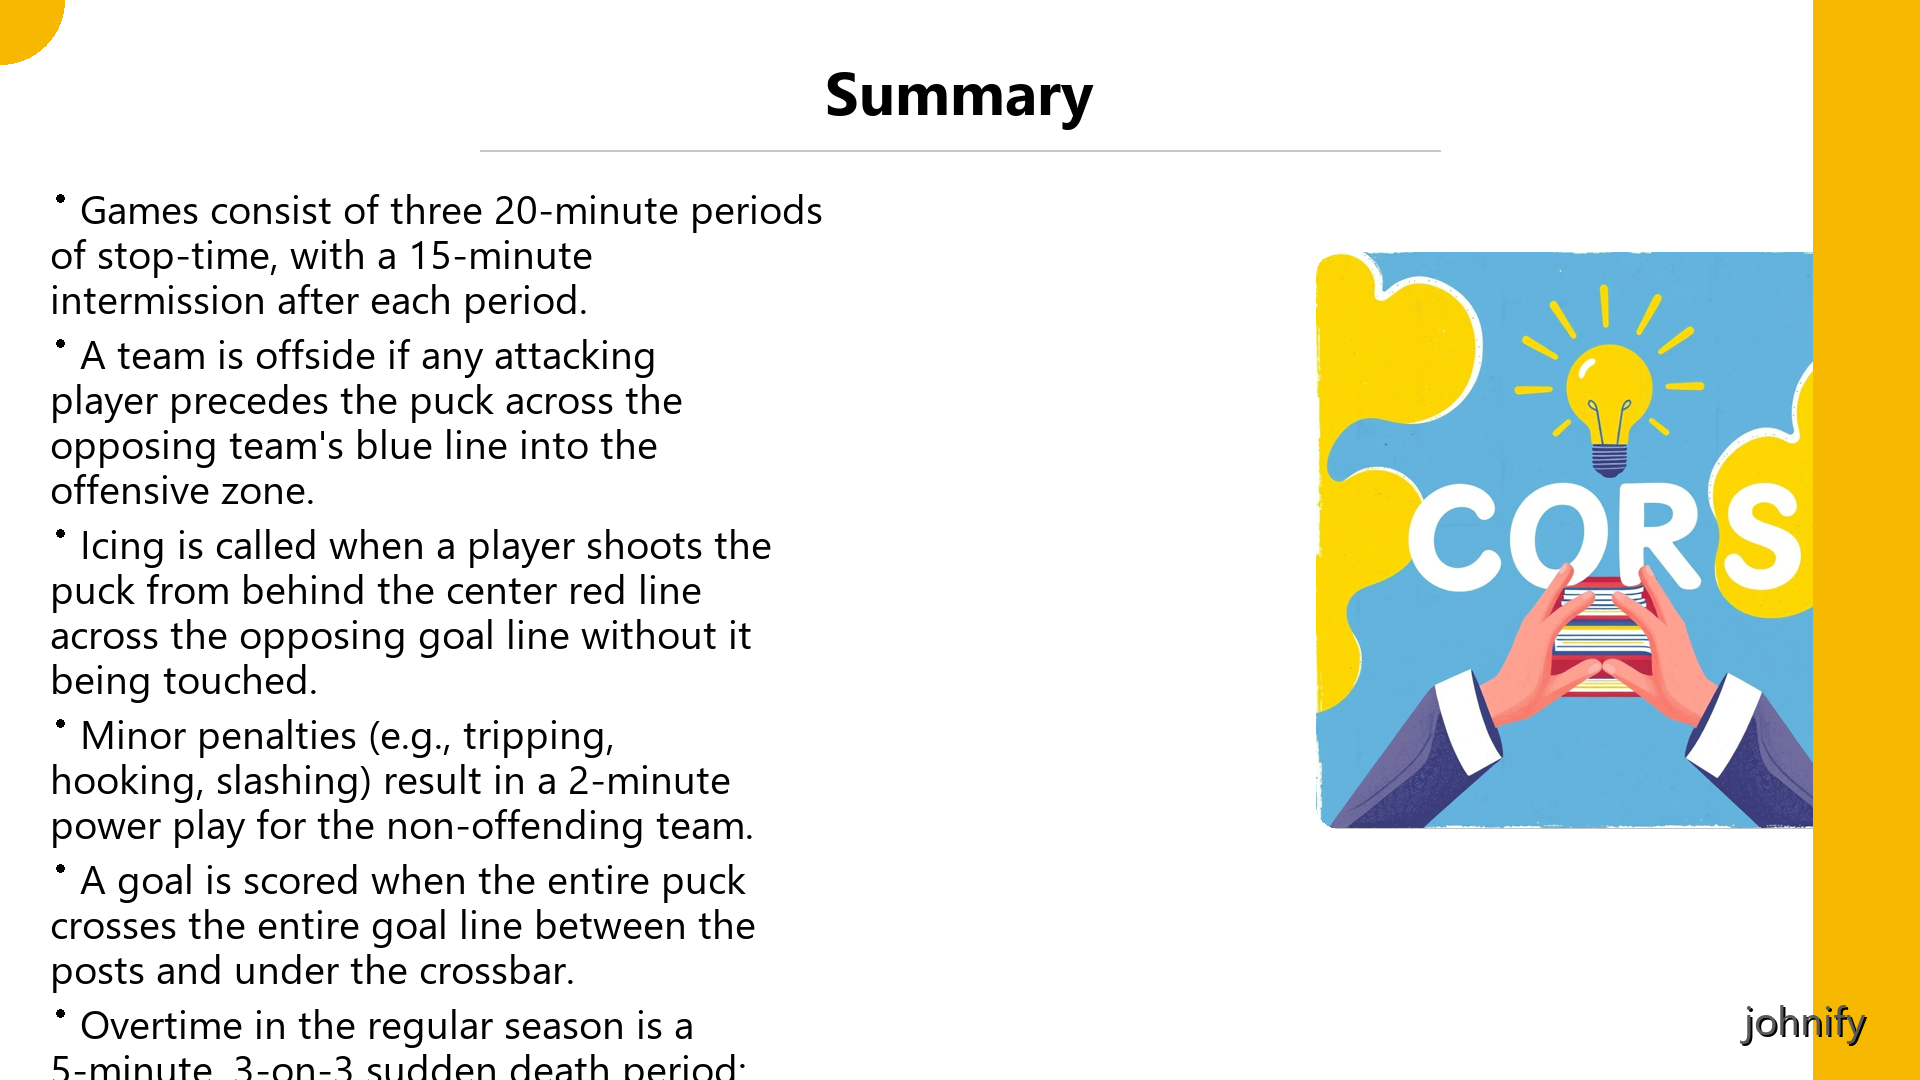 Summary
• Games consist of three 20-minute periods
of stop-time, with a 15-minute
intermission after each period.
• A team is offside if any attacking
player precedes the puck across the
opposing team's blue line into the
offensive zone.
• Icing is called when a player shoots the
puck from behind the center red line
across the opposing goal line without it
being touched.
• Minor penalties (e.g., tripping,
hooking, slashing) result in a 2-minute
power play for the non-offending team.
• A goal is scored when the entire puck
crosses the entire goal line between the
posts and under the crossbar.
• Overtime in the regular season is a
5-minute, 3-on-3 sudden death period;
CORS
johnify